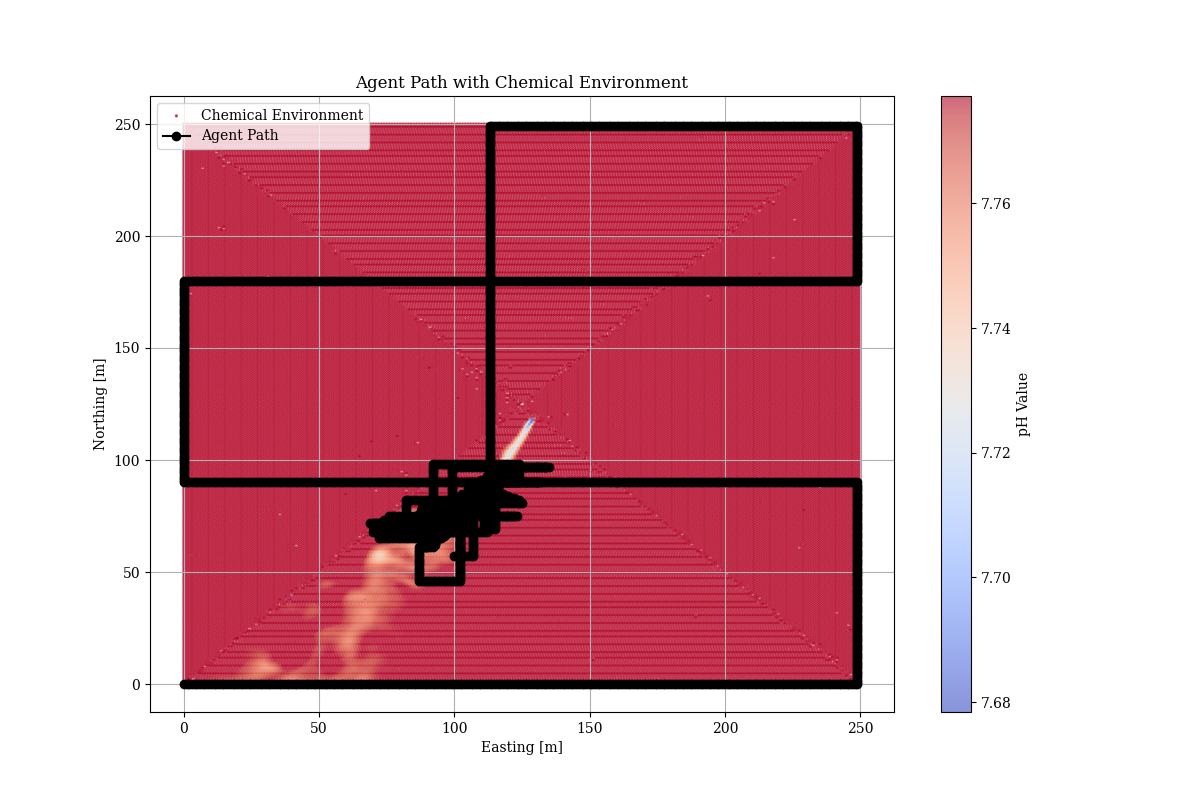 Agent Path with Chemical Environment
Chemical Environment
Agent Path
250
200
150
100
50
0
Northing [m]
0 50 100 150 200 250
Easting [m]
7.76
7.74
7.72
7.70
7.68
pH Value